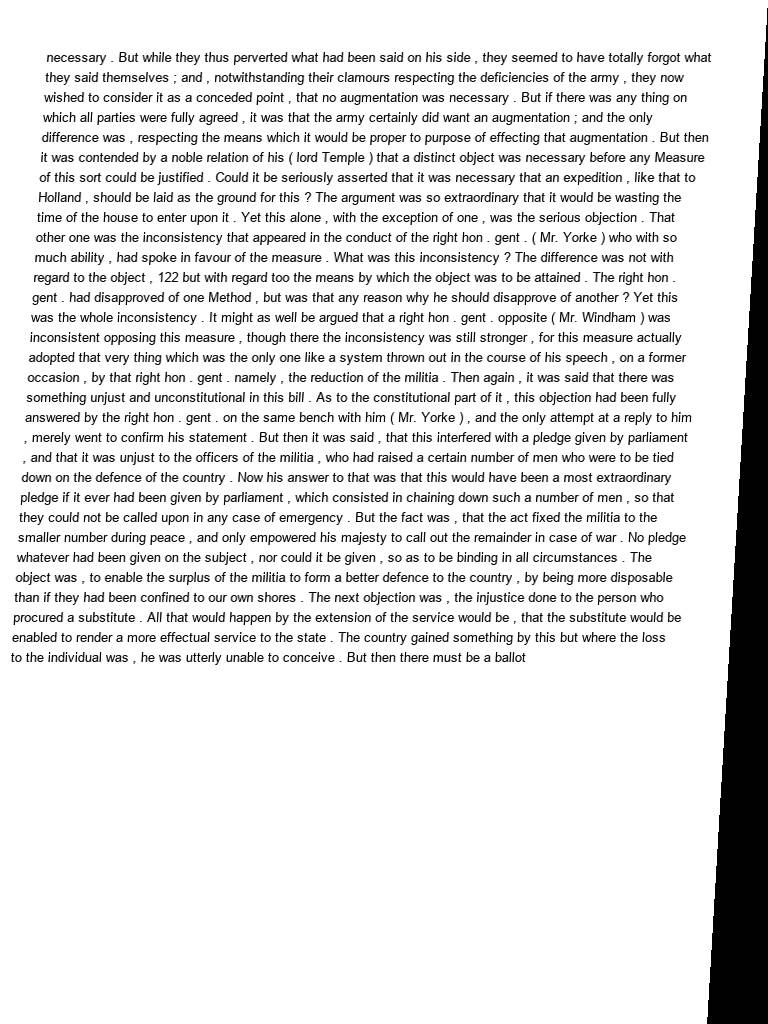 necessary . But while they thus perverted what had been said on his side , they seemed to have totally forgot what
they said themselves ; and , notwithstanding their clamours respecting the deficiencies of the army , they now
wished to consider it as a conceded point , that no augmentation was necessary . But if there was any thing on
which all parties were fully agreed , it was that the army certainly did want an augmentation ; and the only
difference was , respecting the means which it would be proper to purpose of effecting that augmentation . But then
it was contended by a noble relation of his ( lord Temple ) that a distinct object was necessary before any Measure
of this sort could be justified . Could it be seriously asserted that it was necessary that an expedition , like that to
Holland , should be laid as the ground for this ? The argument was so extraordinary that it would be wasting the
time of the house to enter upon it . Yet this alone , with the exception of one , was the serious objection . That
other one was the inconsistency that appeared in the conduct of the right hon . gent . ( Mr. Yorke ) who with so
much ability , had spoke in favour of the measure . What was this inconsistency ? The difference was not with
regard to the object , 122 but with regard too the means by which the object was to be attained . The right hon .
gent . had disapproved of one Method , but was that any reason why he should disapprove of another ? Yet this
was the whole inconsistency . It might as well be argued that a right hon . gent . opposite ( Mr. Windham ) was
inconsistent opposing this measure , though there the inconsistency was still stronger , for this measure actually
adopted that very thing which was the only one like a system thrown out in the course of his speech , on a former
occasion , by that right hon . gent . namely , the reduction of the militia . Then again , it was said that there was
something unjust and unconstitutional in this bill . As to the constitutional part of it , this objection had been fully
answered by the right hon . gent . on the same bench with him ( Mr. Yorke ) , and the only attempt at a reply to him
, merely went to confirm his statement . But then it was said , that this interfered with a pledge given by parliament
, and that it was unjust to the officers of the militia , who had raised a certain number of men who were to be tied
down on the defence of the country . Now his answer to that was that this would have been a most extraordinary
pledge if it ever had been given by parliament , which consisted in chaining down such a number of men , so that
they could not be called upon in any case of emergency . But the fact was , that the act fixed the militia to the
smaller number during peace , and only empowered his majesty to call out the remainder in case of war . No pledge
whatever had been given on the subject , nor could it be given , so as to be binding in all circumstances . The
object was , to enable the surplus of the militia to form a better defence to the country , by being more disposable
than if they had been confined to our own shores . The next objection was , the injustice done to the person who
procured a substitute . All that would happen by the extension of the service would be , that the substitute would be
enabled to render a more effectual service to the state . The country gained something by this but where the loss
to the individual was , he was utterly unable to conceive . But then there must be a ballot